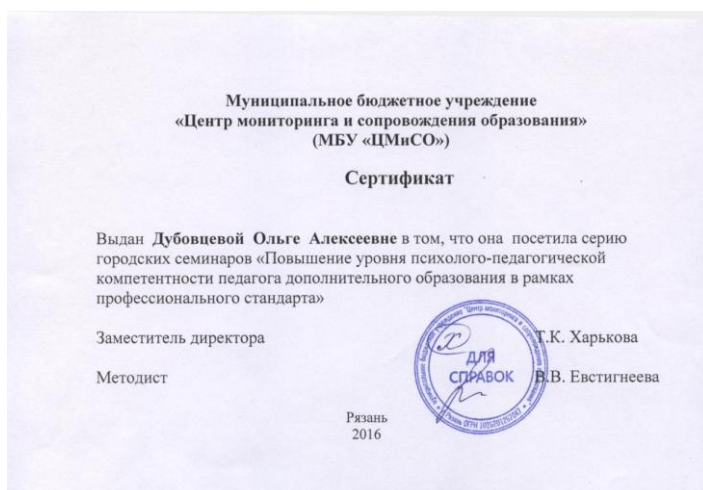 Муниципальное бюджетное учреждение
«Центр мониторинга и сопровождения образования»
(МБУ «ЦМиСО»)
Сертификат
Выдан Дубовцевой Ольге Алексеевне в том, что она посетила серию
городских семинаров «Повышение уровня психолого-педагогической
компетентности педагога дополнительного образования в рамках
профессионального стандарта»
Заместитель директора Т.К. Харькова
ДЛЯ
СПРАВОК
Методист В.В. Евстигнеева
Рязань
2016